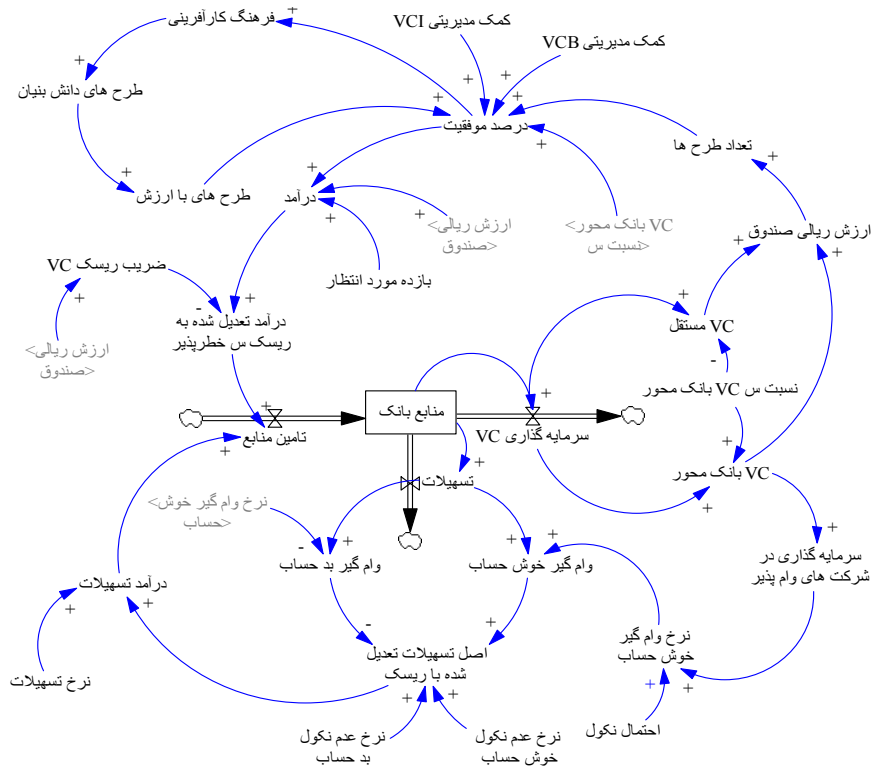 فرهنگ کارآفرینی
کمک مدیریتی VCI
کمک مدیریتی VCB
طرح های دانش بنیان
درصد موفقیت
تعداد طرح ها
طرح های با ارزش
درآمد
<ارزش ریالی
صندوق>
<VC بانک محور
نسبت س>
ارزش ریالی صندوق
ضریب ریسک VC
بازده مورد انتظار
درآمد تعدیل شده به
ریسک س خطرپذیر
VC مستقل
<ارزش ریالی
صندوق>
نسبت س VC بانک محور
منابع بانک
تامین منابع
سرمایه گذاری VC
VC بانک محور
تسهیلات
<نرخ وام گیر خوش
حساب>
وام گیر بد حساب
وام گیر خوش حساب
سرمایه گذاری در
شرکت های وام پذیر
درآمد تسهیلات
نرخ وام گیر
خوش حساب
اصل تسهیلات تعدیل
شده با ریسک
نرخ تسهیلات
احتمال نکول
نرخ عدم نکول
بد حساب
نرخ عدم نکول
خوش حساب